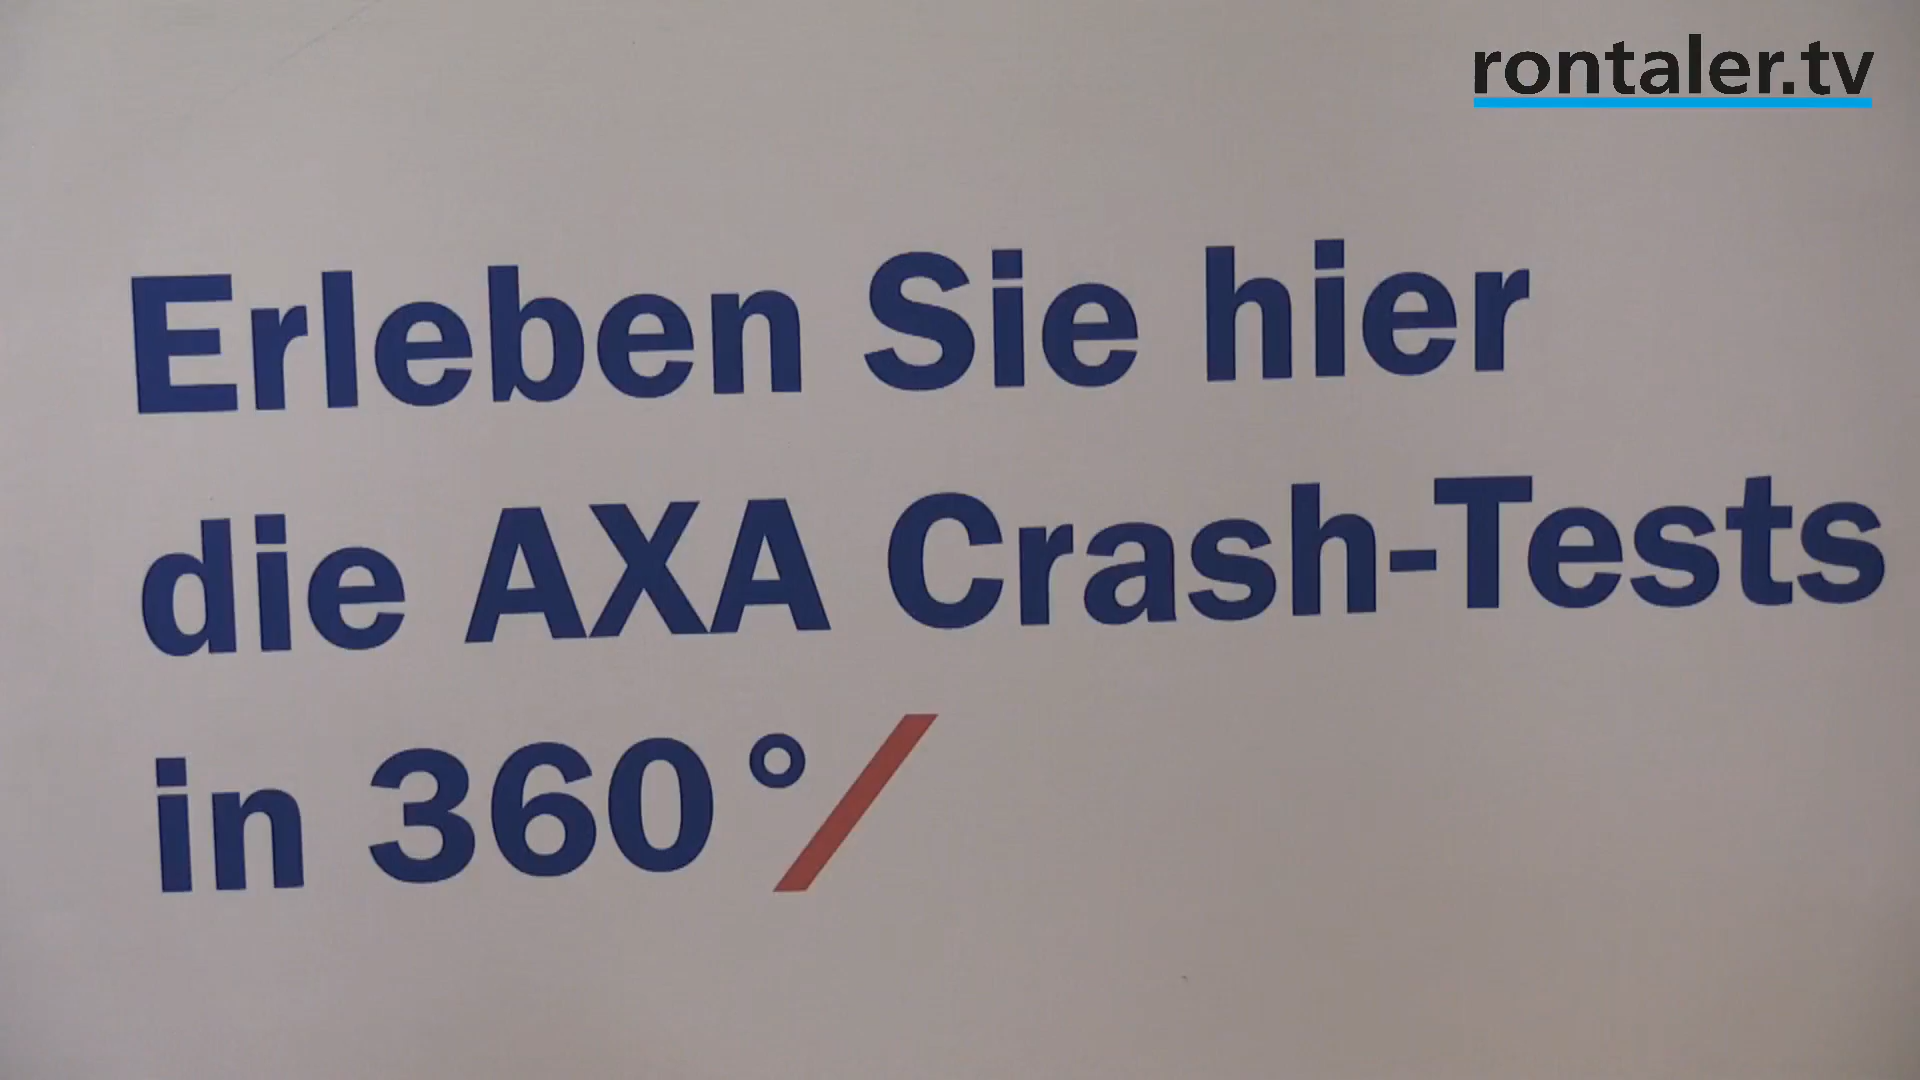 rontaler.tv
Erleben Sie hier
die AXA Crash-Tests
in 360°/